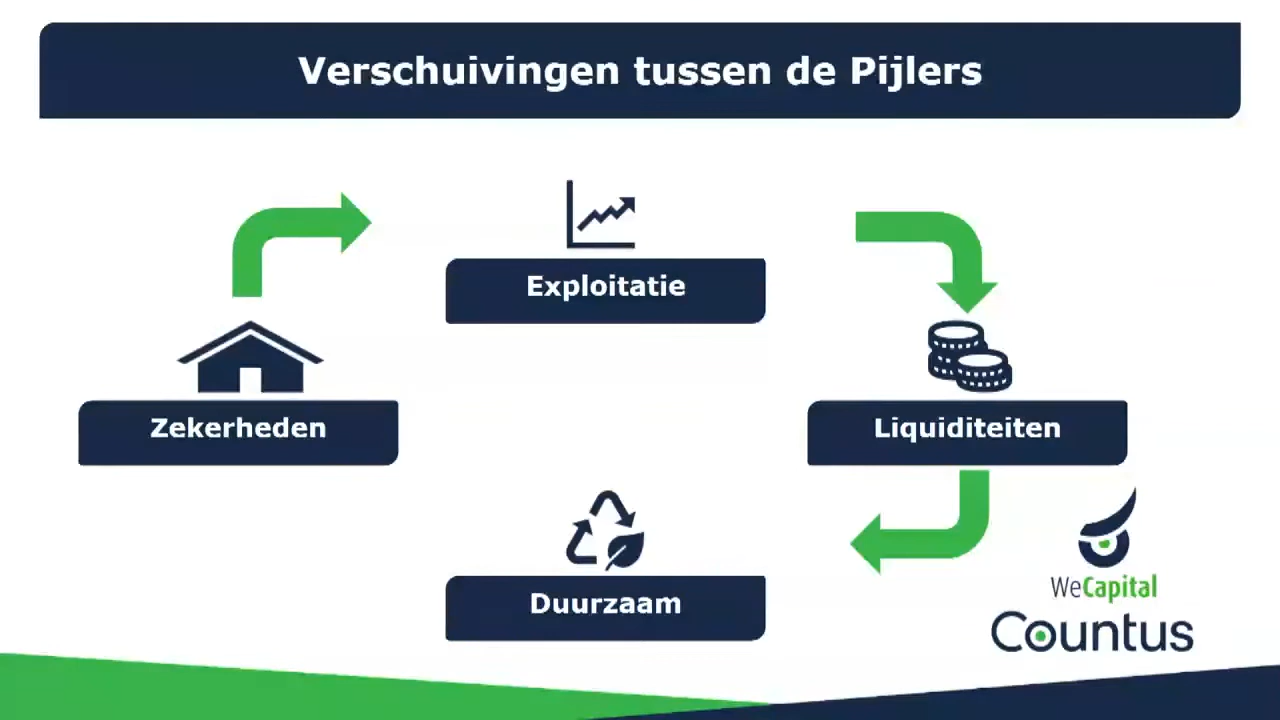 Verschuivingen tussen de Pijlers
Exploitatie
Zekerheden
Liquiditeiten
Duurzaam
WeCapital
Countus